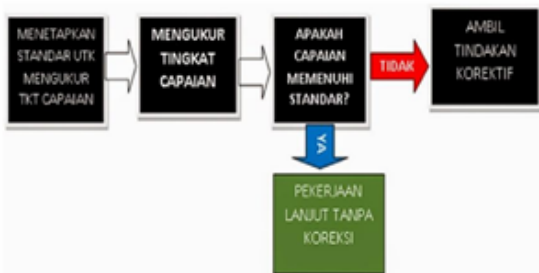 MENETAPKAN
STANDAR UTK
MENGUKUR
TKT CAPAIAN
MENGUKUR
TINGKAT
CAPAIAN
APAKAH
CAPAIAN
MEMENUHI
STANDAR?
TIDAK
AMBIL
TINDAKAN
KOREKTIF
YA
PEKERJAAN
LANJUT TANPA
KOREKSI